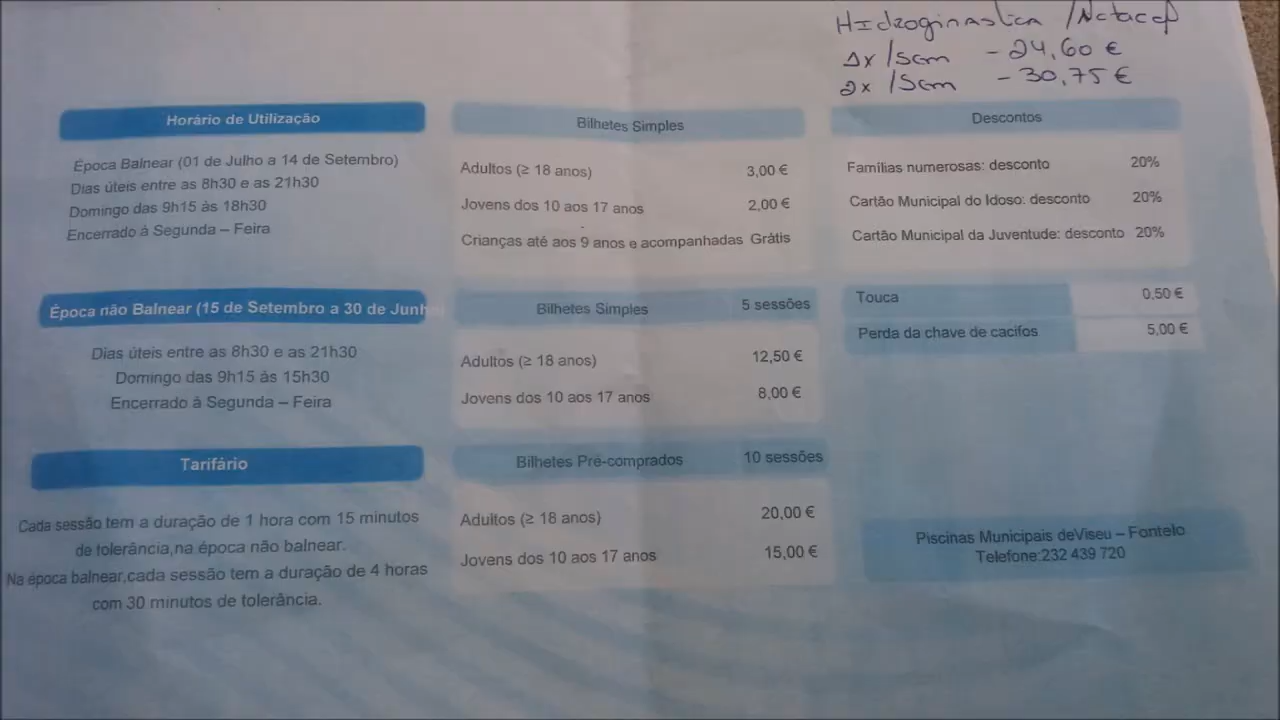 Hidroginastica / Natação
1x /sem - 24,60 €
2x /sem - 30,75 €
Horário de Utilização
Época Balnear (01 de Julho a 14 de Setembro)
Dias úteis entre as 8h30 e as 21h30
Domingo das 9h15 às 18h30
Encerrado à Segunda – Feira
Época não Balnear (15 de Setembro a 30 de Junh
Dias úteis entre as 8h30 e as 21h30
Domingo das 9h15 às 15h30
Encerrado à Segunda – Feira
Tarifário
Cada sessão tem a duração de 1 hora com 15 minutos
de tolerância,na época não balnear.
Na época balnear,cada sessão tem a duração de 4 horas
com 30 minutos de tolerância.
Bilhetes Simples
Adultos (≥ 18 anos) 3,00 €
Jovens dos 10 aos 17 anos 2,00 €
Crianças até aos 9 anos e acompanhadas Grátis
Bilhetes Simples 5 sessões
Adultos (≥ 18 anos) 12,50 €
Jovens dos 10 aos 17 anos 8,00 €
Bilhetes Pré-comprados 10 sessões
Adultos (≥ 18 anos) 20,00 €
Jovens dos 10 aos 17 anos 15,00 €
Descontos
Famílias numerosas: desconto 20%
Cartão Municipal do Idoso: desconto 20%
Cartão Municipal da Juventude: desconto 20%
Touca 0,50 €
Perda da chave de cacifos 5,00 €
Piscinas Municipais deViseu – Fontelo
Telefone:232 439 720